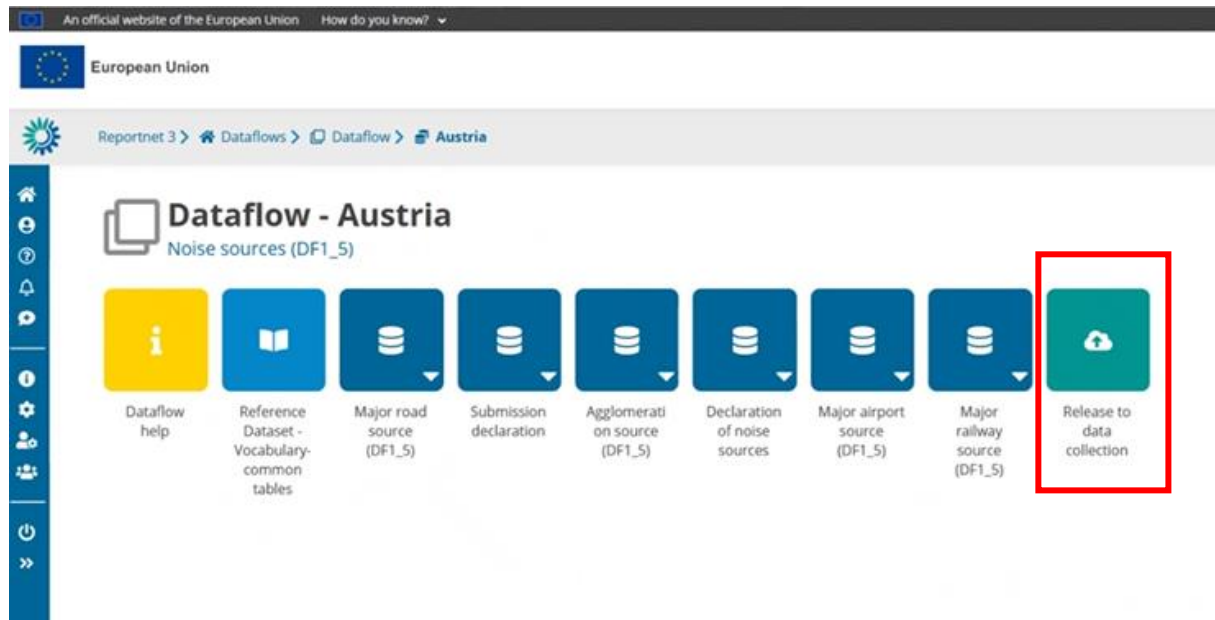 An official website of the European Union How do you know?
European Union
Reportnet 3 > Dataflows > Dataflow > Austria
Dataflow - Austria
Noise sources (DF1_5)
Dataflow
help
Reference
Dataset -
Vocabulary-
common
tables
Major road
source
(DF1_5)
Submission
declaration
Agglomerati
on source
(DF1_5)
Declaration
of noise
sources
Major airport
source
(DF1_5)
Major
railway
source
(DF1_5)
Release to
data
collection